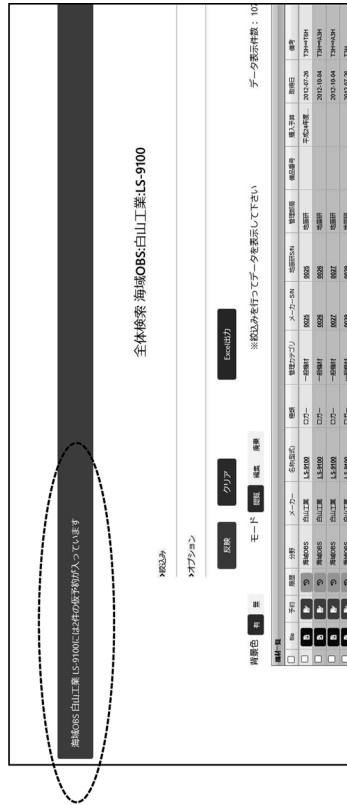 海域OBS 白山工業 LS-9100には2件の仮予約が入っています
全体検索 海域OBS:白山工業:LS-9100
›絞込み
›オプション
反映 クリア Excel出力
背景色 有 無 モード 閲覧 編集 廃棄 ※絞込みを行ってデータを表示して下さい データ表示件数: 107
機材一覧
file 予約 履歴 分野 メーカー 名称(型式) 種類 管理カテゴリ メーカーS/N 地震研S/N 管理部局 備品番号 購入予算 取得日 備考
海域OBS 白山工業 LS-9100 ロガー 一般機材 0025 0025 地震研 平成24年度... 2012-07-26 T3H⇒T6H
海域OBS 白山工業 LS-9100 ロガー 一般機材 0026 0026 地震研 2012-10-04 T3H⇒A3H
海域OBS 白山工業 LS-9100 ロガー 一般機材 0027 0027 地震研 2012-10-04 T3H⇒A3H